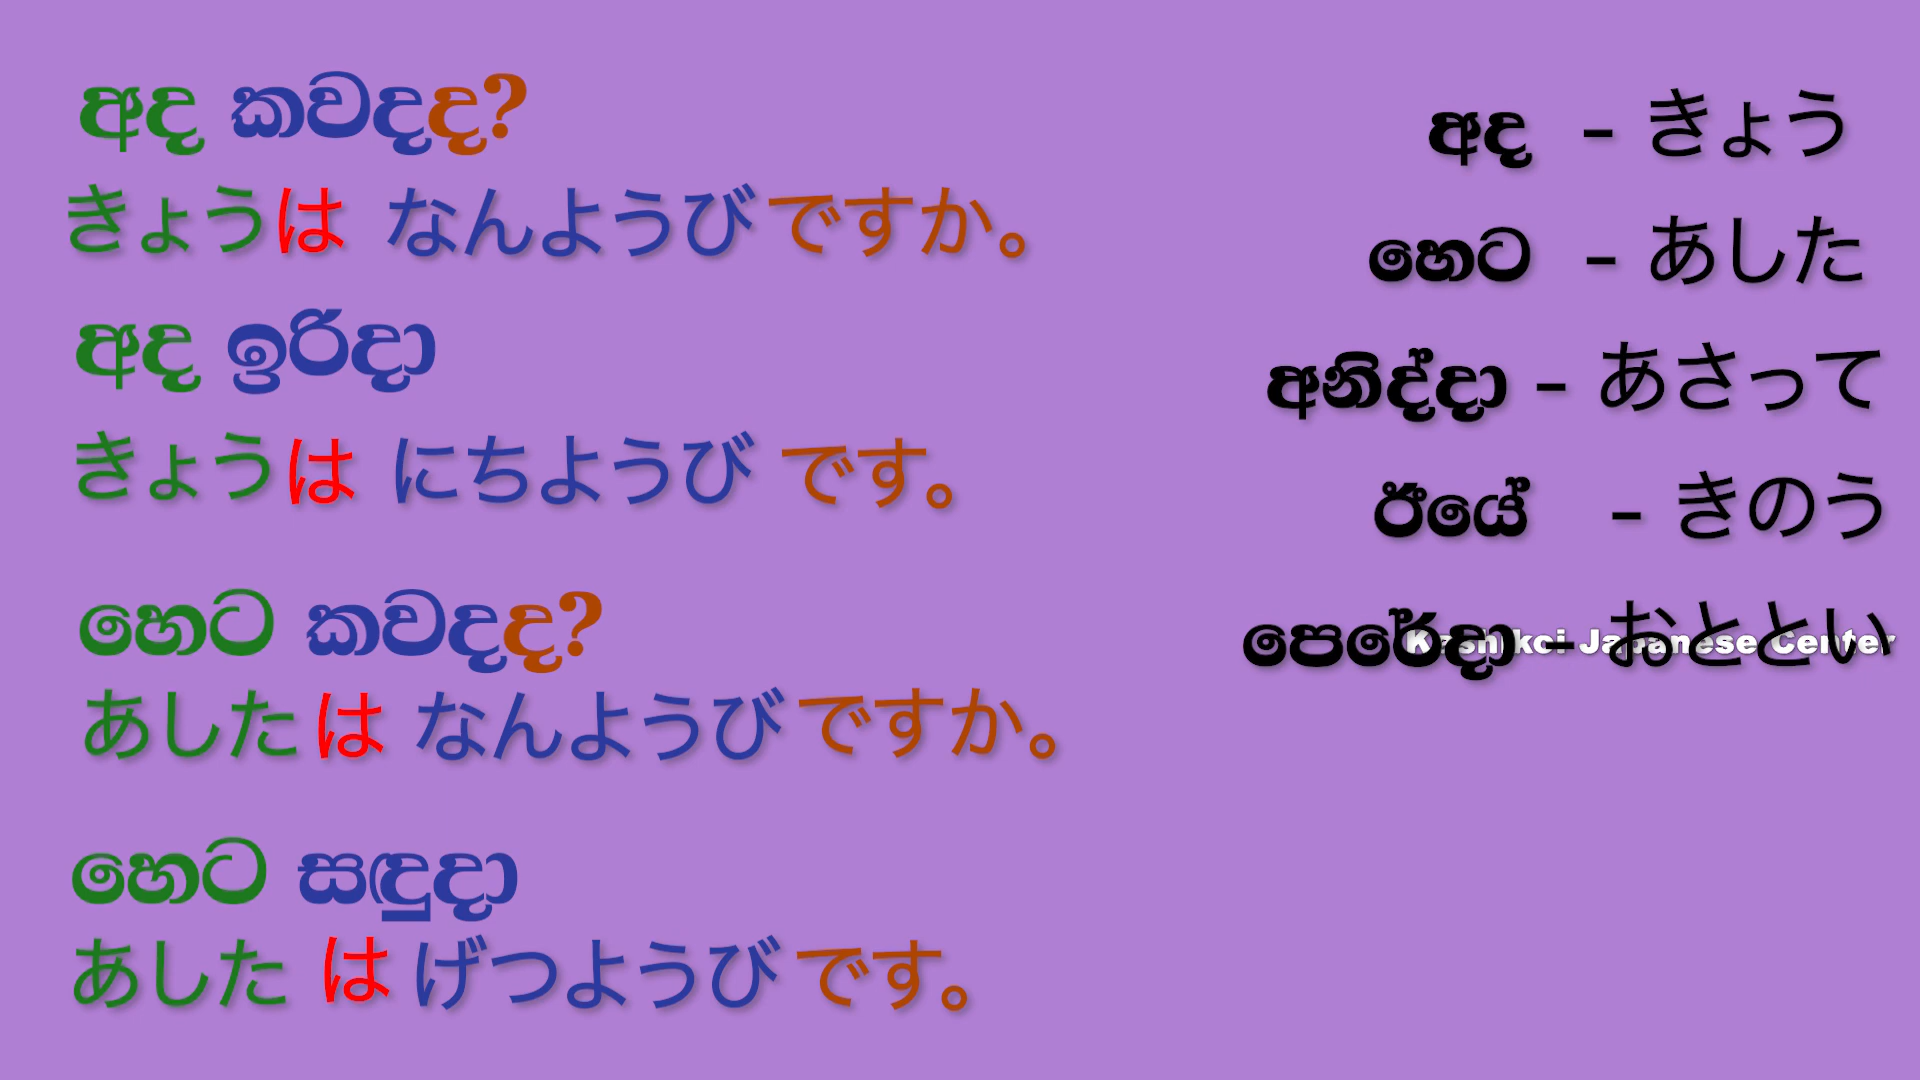 අද කවදද?
きょうは なんようび ですか。
අද ඉරිදා
きょうは にちようび です。
හෙට කවදද?
あした は なんようび ですか。
හෙට සඳුදා
あした は げつようび です。
අද – きょう
හෙට – あした
අනිද්දා – あさって
ඊයේ – きのう
පෙරේදා – おととい
Japanese Center